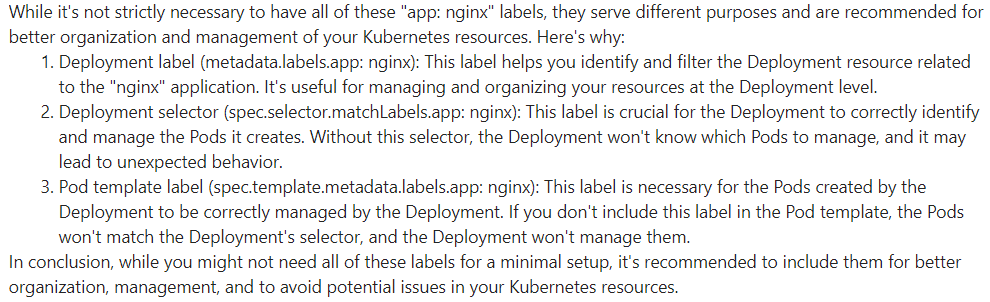 While it's not strictly necessary to have all of these "app: nginx" labels, they serve different purposes and are recommended for
better organization and management of your Kubernetes resources. Here's why:
1. Deployment label (metadata.labels.app: nginx): This label helps you identify and filter the Deployment resource related
to the "nginx" application. It's useful for managing and organizing your resources at the Deployment level.
2. Deployment selector (spec.selector.matchLabels.app: nginx): This label is crucial for the Deployment to correctly identify
and manage the Pods it creates. Without this selector, the Deployment won't know which Pods to manage, and it may
lead to unexpected behavior.
3. Pod template label (spec.template.metadata.labels.app: nginx): This label is necessary for the Pods created by the
Deployment to be correctly managed by the Deployment. If you don't include this label in the Pod template, the Pods
won't match the Deployment's selector, and the Deployment won't manage them.
In conclusion, while you might not need all of these labels for a minimal setup, it's recommended to include them for better
organization, management, and to avoid potential issues in your Kubernetes resources.